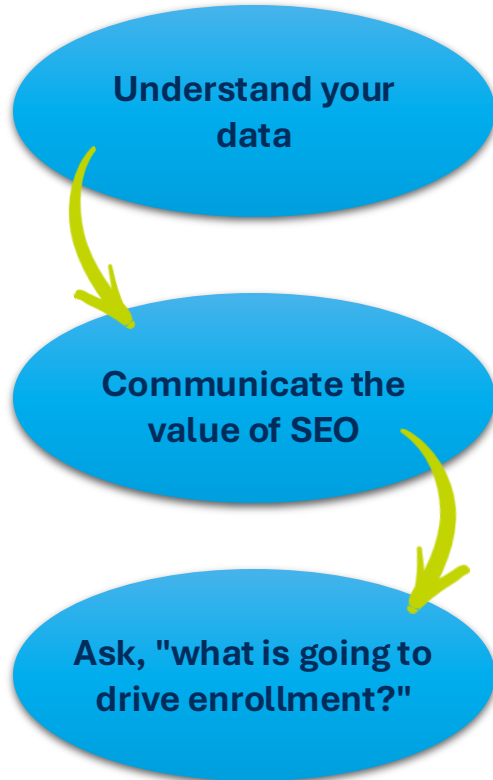 Understand your
data
Communicate the
value of SEO
Ask, "what is going to
drive enrollment?"